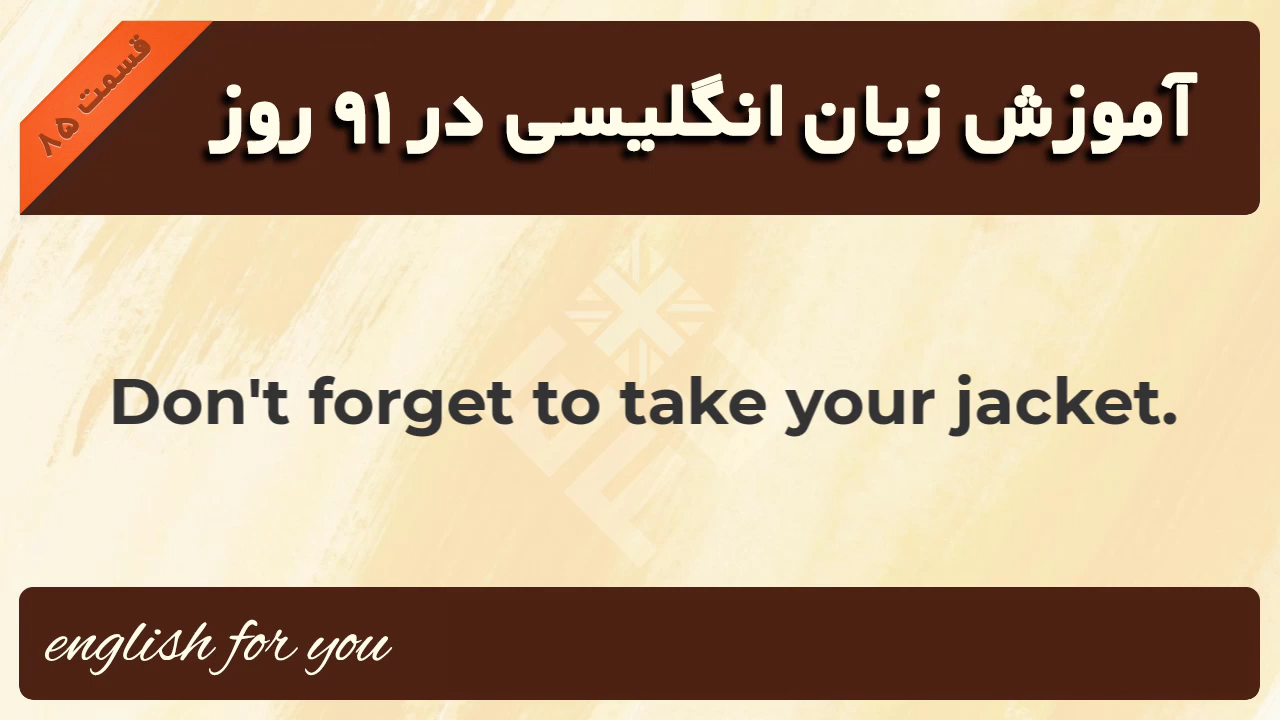 آموزش زبان انگلیسی در ۹۱ روز
قسمت ۸۵
Don't forget to take your jacket.
english for you